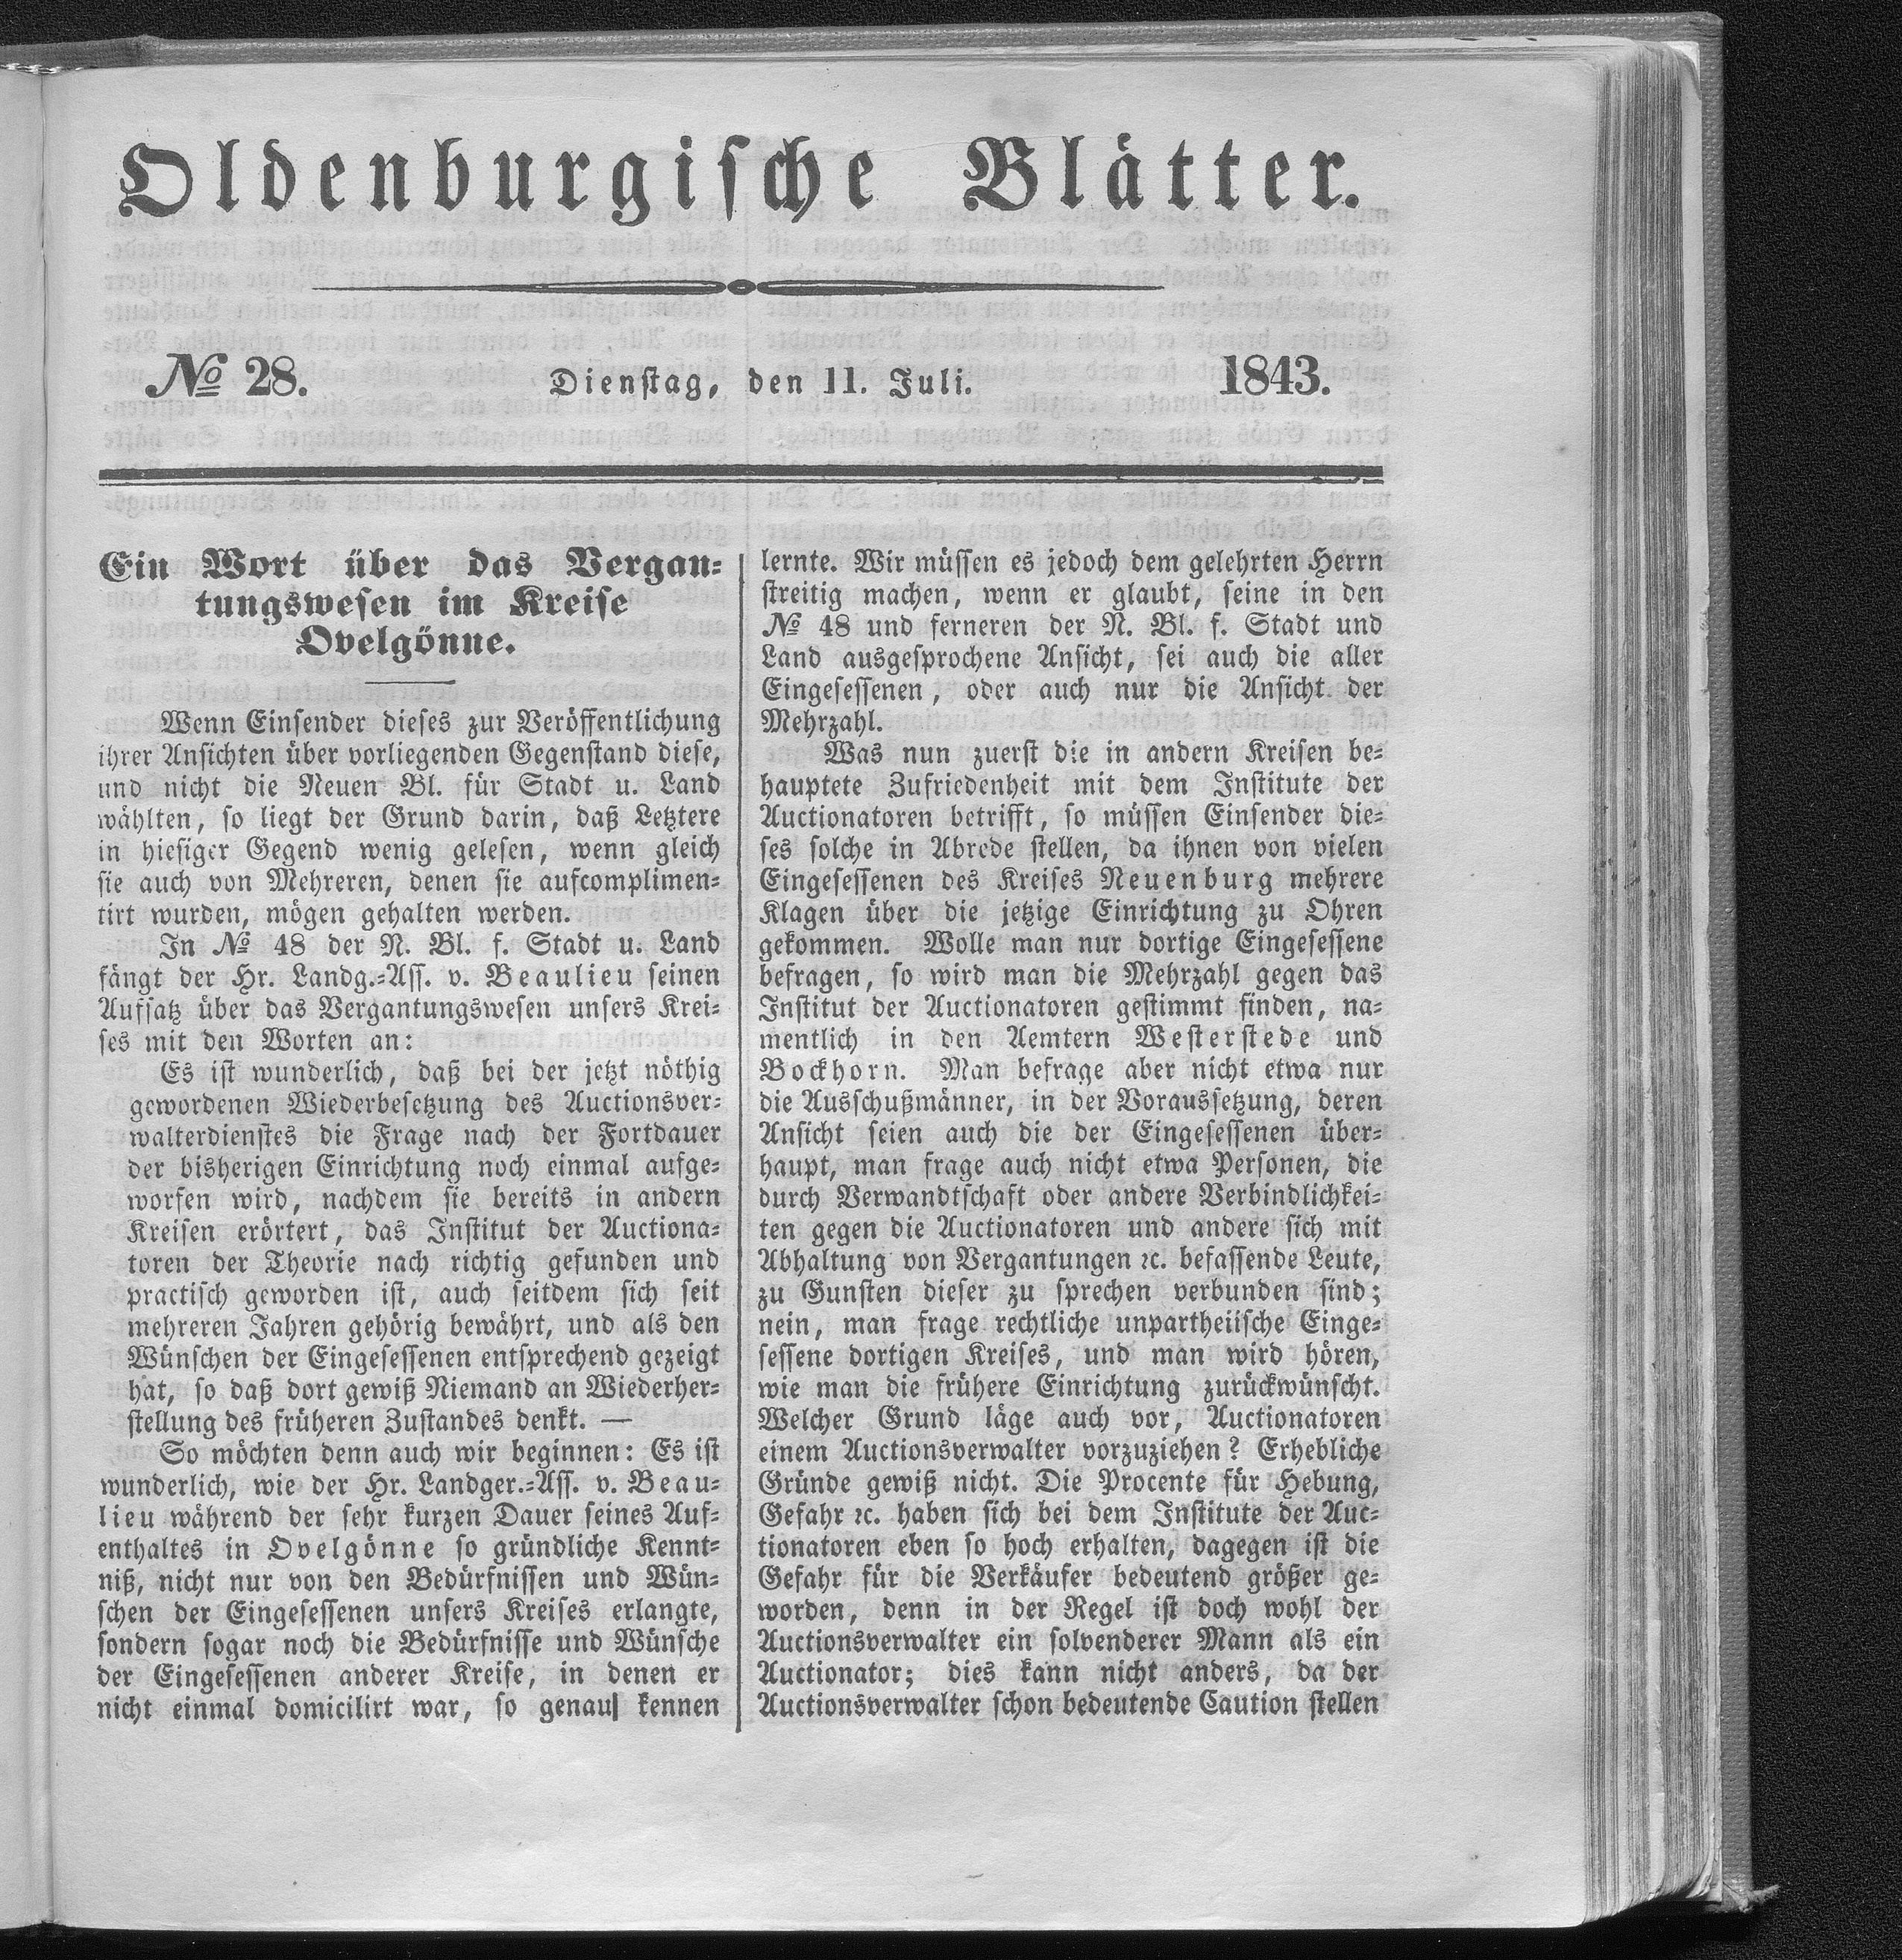 Oldenburgische Blätter.
№ 28.
Dienstag, den 11. Juli.
1843.
Ein Wort über das Vergan-
tungswesen im Kreise
Ovelgönne.
Wenn Einsender dieses zur Veröffentlichung
ihrer Ansichten über vorliegenden Gegenstand diese,
und nicht die Neuen Bl. für Stadt u. Land
wählten, so liegt der Grund darin, daß Letztere
in hiesiger Gegend wenig gelesen, wenn gleich
sie auch von Mehreren, denen sie aufcomplimen-
tirt wurden, mögen gehalten werden.
In № 48 der N. Bl. f. Stadt u. Land
fängt der Hr. Landg.-Ass. v. Beaulieu seinen
Aufsatz über das Vergantungswesen unsers Krei-
ses mit den Worten an:
Es ist wunderlich, daß bei der jetzt nöthig
gewordenen Wiederbesetzung des Auctionsver-
walterdienstes die Frage nach der Fortdauer
der bisherigen Einrichtung noch einmal aufge-
worfen wird, nachdem sie bereits in andern
Kreisen erörtert, das Institut der Auctiona-
toren der Theorie nach richtig gefunden und
practisch geworden ist, auch seitdem sich seit
mehreren Jahren gehörig bewährt, und als den
Wünschen der Eingesessenen entsprechend gezeigt
hat, so daß dort gewiß Niemand an Wiederher-
stellung des früheren Zustandes denkt. —
So möchten denn auch wir beginnen: Es ist
wunderlich, wie der Hr. Landger.-Ass. v. Beau-
lieu während der sehr kurzen Dauer seines Auf-
enthaltes in Ovelgönne so gründliche Kennt-
niß, nicht nur von den Bedürfnissen und Wün-
schen der Eingesessenen unsers Kreises erlangte,
sondern sogar noch die Bedürfnisse und Wünsche
der Eingesessenen anderer Kreise, in denen er
nicht einmal domicilirt war, so genau kennen
lernte. Wir müssen es jedoch dem gelehrten Herrn
streitig machen, wenn er glaubt, seine in den
№ 48 und ferneren der N. Bl. f. Stadt und
Land ausgesprochene Ansicht, sei auch die aller
Eingesessenen, oder auch nur die Ansicht der
Mehrzahl.
Was nun zuerst die in andern Kreisen be-
hauptete Zufriedenheit mit dem Institute der
Auctionatoren betrifft, so müssen Einsender die-
ses solche in Abrede stellen, da ihnen von vielen
Eingesessenen des Kreises Neuenburg mehrere
Klagen über die jetzige Einrichtung zu Ohren
gekommen. Wolle man nur dortige Eingesessene
befragen, so wird man die Mehrzahl gegen das
Institut der Auctionatoren gestimmt finden, na-
mentlich in den Aemtern Westerstede und
Bockhorn. Man befrage aber nicht etwa nur
die Ausschußmänner, in der Voraussetzung, deren
Ansicht seien auch die der Eingesessenen über-
haupt, man frage auch nicht etwa Personen, die
durch Verwandtschaft oder andere Verbindlichkei-
ten gegen die Auctionatoren und andere sich mit
Abhaltung von Vergantungen ꝛc. befassende Leute,
zu Gunsten dieser zu sprechen verbunden sind;
nein, man frage rechtliche unpartheiische Einge-
sessene dortigen Kreises, und man wird hören,
wie man die frühere Einrichtung zurückwünscht.
Welcher Grund läge auch vor, Auctionatoren
einem Auctionsverwalter vorzuziehen? Erhebliche
Gründe gewiß nicht. Die Procente für Hebung,
Gefahr ꝛc. haben sich bei dem Institute der Auc-
tionatoren eben so hoch erhalten, dagegen ist die
Gefahr für die Verkäufer bedeutend größer ge-
worden, denn in der Regel ist doch wohl der
Auctionsverwalter ein solvenderer Mann als ein
Auctionator; dies kann nicht anders, da der
Auctionsverwalter schon bedeutende Caution stellen